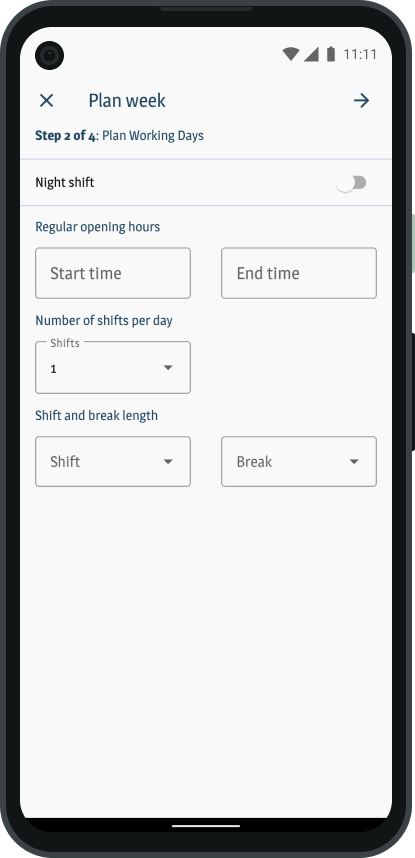 11:11
Plan week
Step 2 of 4: Plan Working Days
Night shift
Regular opening hours
Start time
End time
Number of shifts per day
Shifts
1
Shift and break length
Shift
Break